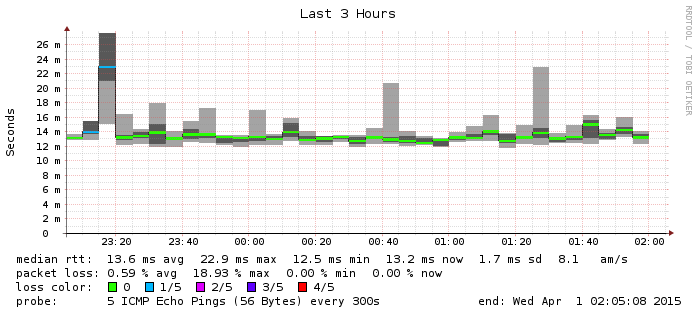 Last 3 Hours
RRDTOOL / TOBI OETIKER
Seconds
26 m
24 m
22 m
20 m
18 m
16 m
14 m
12 m
10 m
8 m
6 m
4 m
2 m
0
23:20 23:40 00:00 00:20 00:40 01:00 01:20 01:40 02:00
median rtt: 13.6 ms avg 22.9 ms max 12.5 ms min 13.2 ms now 1.7 ms sd 8.1 am/s
packet loss: 0.59 % avg 18.93 % max 0.00 % min 0.00 % now
loss color: 0 1/5 2/5 3/5 4/5
probe: 5 ICMP Echo Pings (56 Bytes) every 300s end: Wed Apr 1 02:05:08 2015